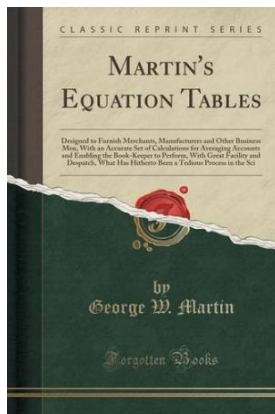 CLASSIC REPRINT SERIES
MARTIN'S
EQUATION TABLES
Designed to Furnish Merchants, Manufacturers and Other Business
Men, With an Accurate Set of Calculations for Averaging Accounts
and Enabling the Book-Keeper to Perform, With Great Facility and
Despatch, What Has Hitherto Been a Tedious Process in the Sci
by
George W. Martin
Forgotten Books